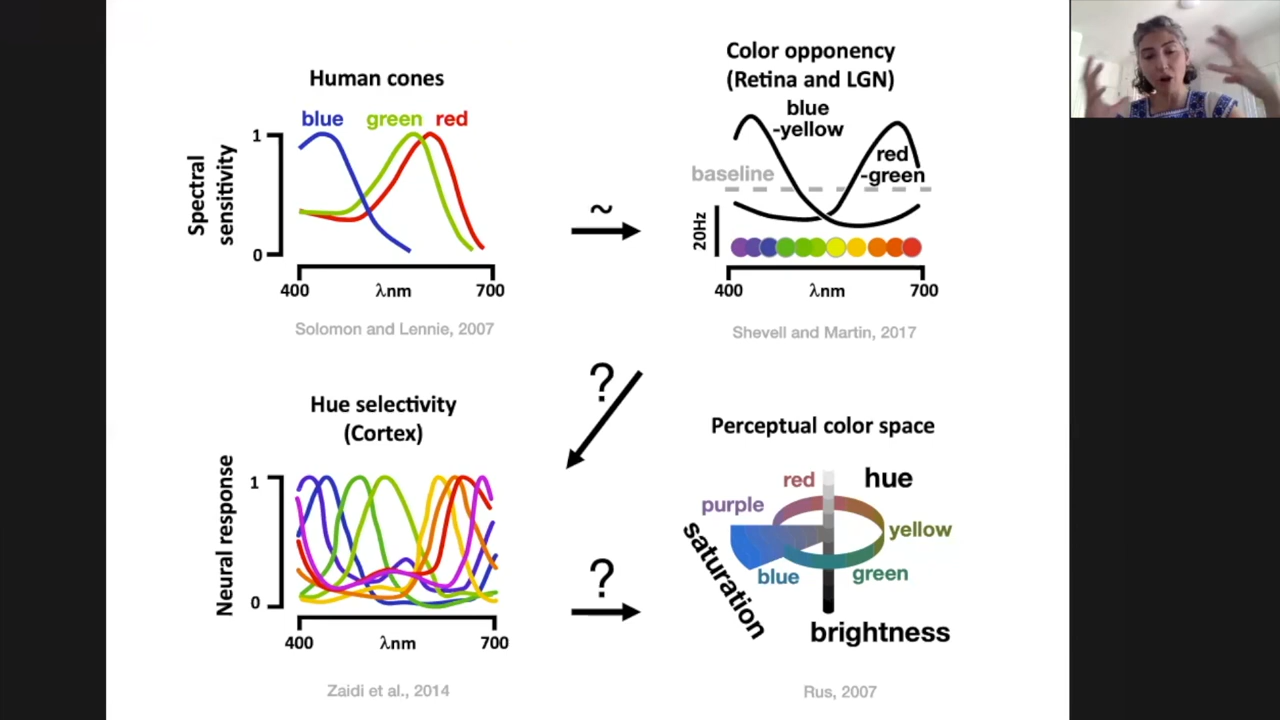 Human cones
blue green red
Spectral
sensitivity
1
0
400 λnm 700
Solomon and Lennie, 2007
~
Color opponency
(Retina and LGN)
blue
-yellow
red
-green
baseline
20Hz
400 λnm 700
Shevell and Martin, 2017
?
Hue selectivity
(Cortex)
Neural response
1
0
400 λnm 700
Zaidi et al., 2014
?
Perceptual color space
red hue
purple
yellow
saturation
blue green
brightness
Rus, 2007